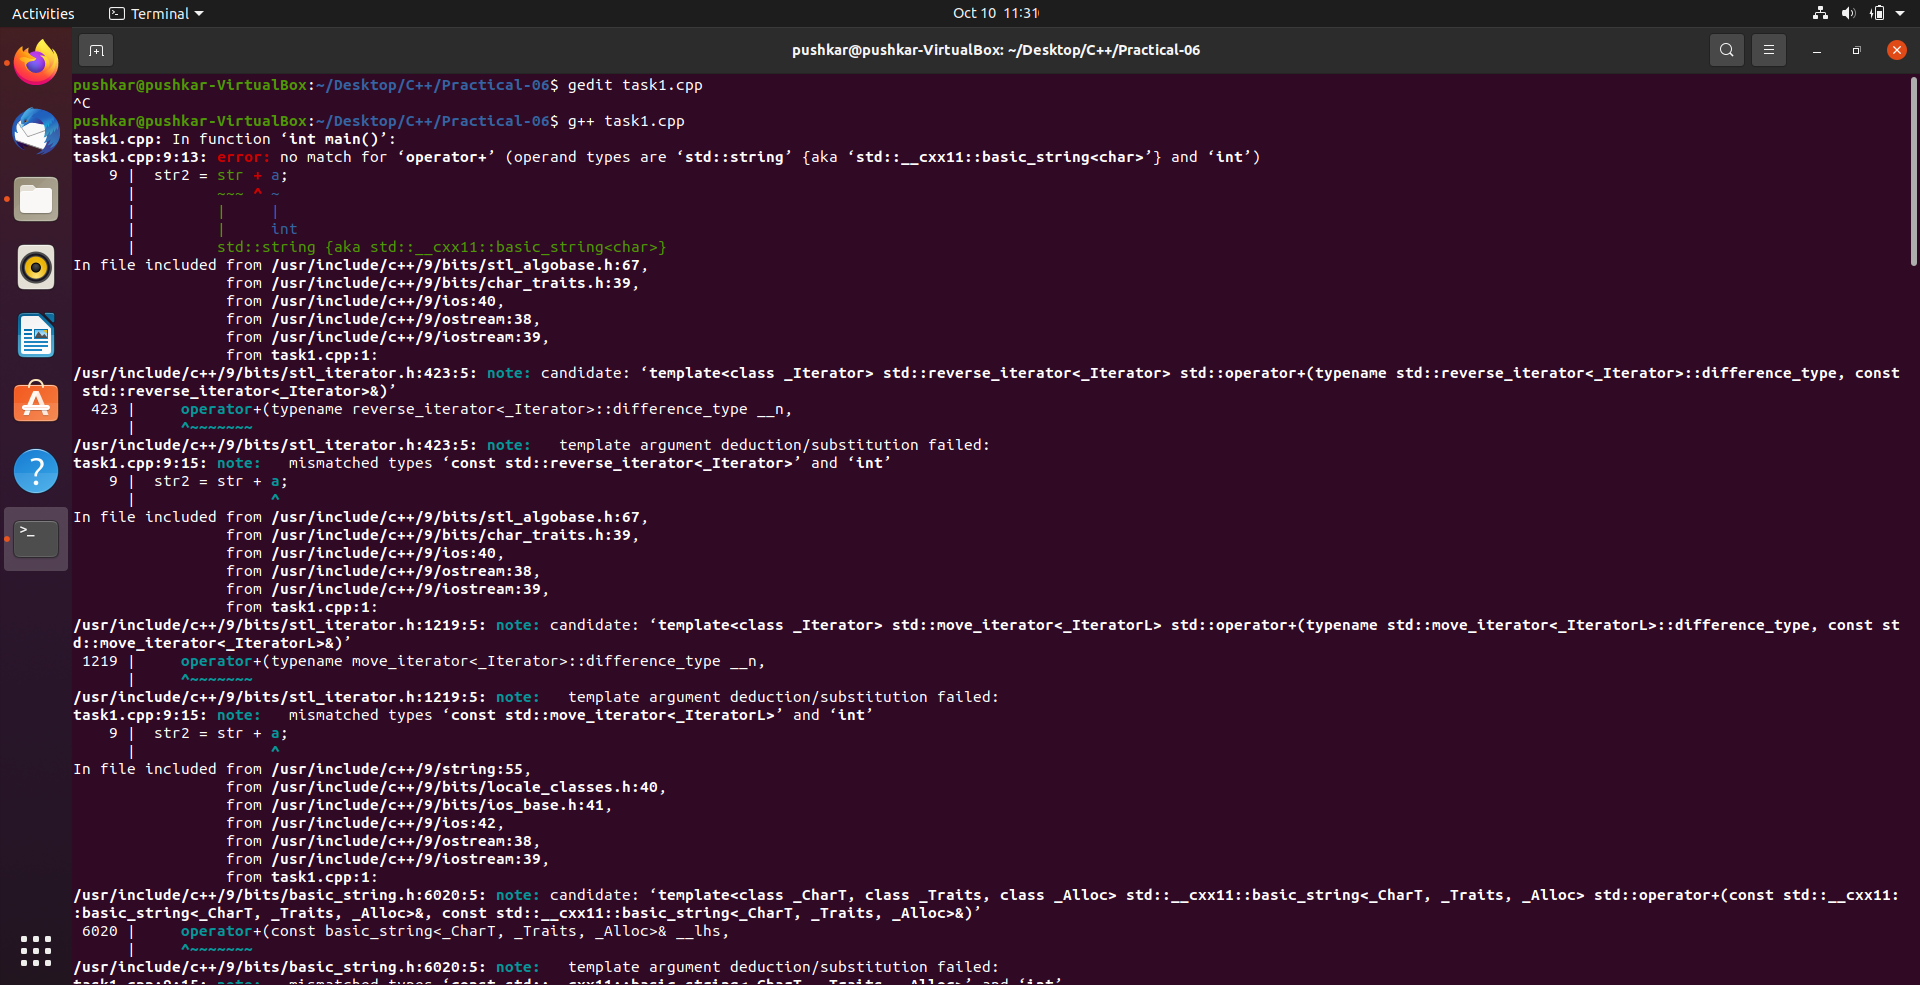 Activities
Terminal
Oct 10 11:31
pushkar@pushkar-VirtualBox: ~/Desktop/C++/Practical-06
pushkar@pushkar-VirtualBox:~/Desktop/C++/Practical-06$ gedit task1.cpp
^C
pushkar@pushkar-VirtualBox:~/Desktop/C++/Practical-06$ g++ task1.cpp
task1.cpp: In function ‘int main()’:
task1.cpp:9:13: error: no match for ‘operator+’ (operand types are ‘std::string’ {aka ‘std::__cxx11::basic_string<char>’} and ‘int’)
    9 |  str2 = str + a;
      |         ~~~ ^ ~
      |         |     |
      |         |     int
      |         std::string {aka std::__cxx11::basic_string<char>}
In file included from /usr/include/c++/9/bits/stl_algobase.h:67,
                 from /usr/include/c++/9/bits/char_traits.h:39,
                 from /usr/include/c++/9/ios:40,
                 from /usr/include/c++/9/ostream:38,
                 from /usr/include/c++/9/iostream:39,
                 from task1.cpp:1:
/usr/include/c++/9/bits/stl_iterator.h:423:5: note: candidate: ‘template<class _Iterator> std::reverse_iterator<_Iterator> std::operator+(typename std::reverse_iterator<_Iterator>::difference_type, const
 std::reverse_iterator<_Iterator>&)’
  423 |     operator+(typename reverse_iterator<_Iterator>::difference_type __n,
      |     ^~~~~~~~
/usr/include/c++/9/bits/stl_iterator.h:423:5: note:   template argument deduction/substitution failed:
task1.cpp:9:15: note:   mismatched types ‘const std::reverse_iterator<_Iterator>’ and ‘int’
    9 |  str2 = str + a;
      |               ^
In file included from /usr/include/c++/9/bits/stl_algobase.h:67,
                 from /usr/include/c++/9/bits/char_traits.h:39,
                 from /usr/include/c++/9/ios:40,
                 from /usr/include/c++/9/ostream:38,
                 from /usr/include/c++/9/iostream:39,
                 from task1.cpp:1:
/usr/include/c++/9/bits/stl_iterator.h:1219:5: note: candidate: ‘template<class _Iterator> std::move_iterator<_IteratorL> std::operator+(typename std::move_iterator<_IteratorL>::difference_type, const st
d::move_iterator<_IteratorL>&)’
 1219 |     operator+(typename move_iterator<_Iterator>::difference_type __n,
      |     ^~~~~~~~
/usr/include/c++/9/bits/stl_iterator.h:1219:5: note:   template argument deduction/substitution failed:
task1.cpp:9:15: note:   mismatched types ‘const std::move_iterator<_IteratorL>’ and ‘int’
    9 |  str2 = str + a;
      |               ^
In file included from /usr/include/c++/9/string:55,
                 from /usr/include/c++/9/bits/locale_classes.h:40,
                 from /usr/include/c++/9/bits/ios_base.h:41,
                 from /usr/include/c++/9/ios:42,
                 from /usr/include/c++/9/ostream:38,
                 from /usr/include/c++/9/iostream:39,
                 from task1.cpp:1:
/usr/include/c++/9/bits/basic_string.h:6020:5: note: candidate: ‘template<class _CharT, class _Traits, class _Alloc> std::__cxx11::basic_string<_CharT, _Traits, _Alloc> std::operator+(const std::__cxx11:
:basic_string<_CharT, _Traits, _Alloc>&, const std::__cxx11::basic_string<_CharT, _Traits, _Alloc>&)’
 6020 |     operator+(const basic_string<_CharT, _Traits, _Alloc>& __lhs,
      |     ^~~~~~~~
/usr/include/c++/9/bits/basic_string.h:6020:5: note:   template argument deduction/substitution failed:
task1.cpp:9:15: note:   mismatched types ‘const std::__cxx11::basic_string<_CharT, _Traits, _Alloc>’ and ‘int’